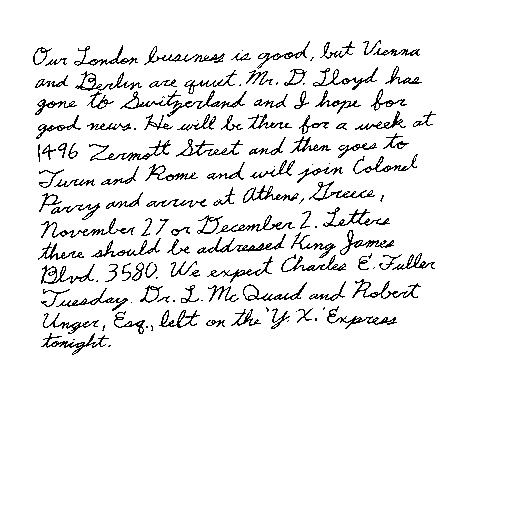 Our London business is good, but Vienna
and Berlin are quiet. Mr. D. Lloyd has
gone to Switzerland and I hope for
good news. He will be there for a week at
1496 Zermott Street and then goes to
Turin and Rome and will join Colonel
Parry and arrive at Athens, Greece,
November 27 or December 2. Letters
there should be addressed King James
Blvd. 3580. We expect Charles E. Fuller
Tuesday. Dr. L. McQuaid and Robert
Unger, Esq., left on the 'Y. X.' Express
tonight.